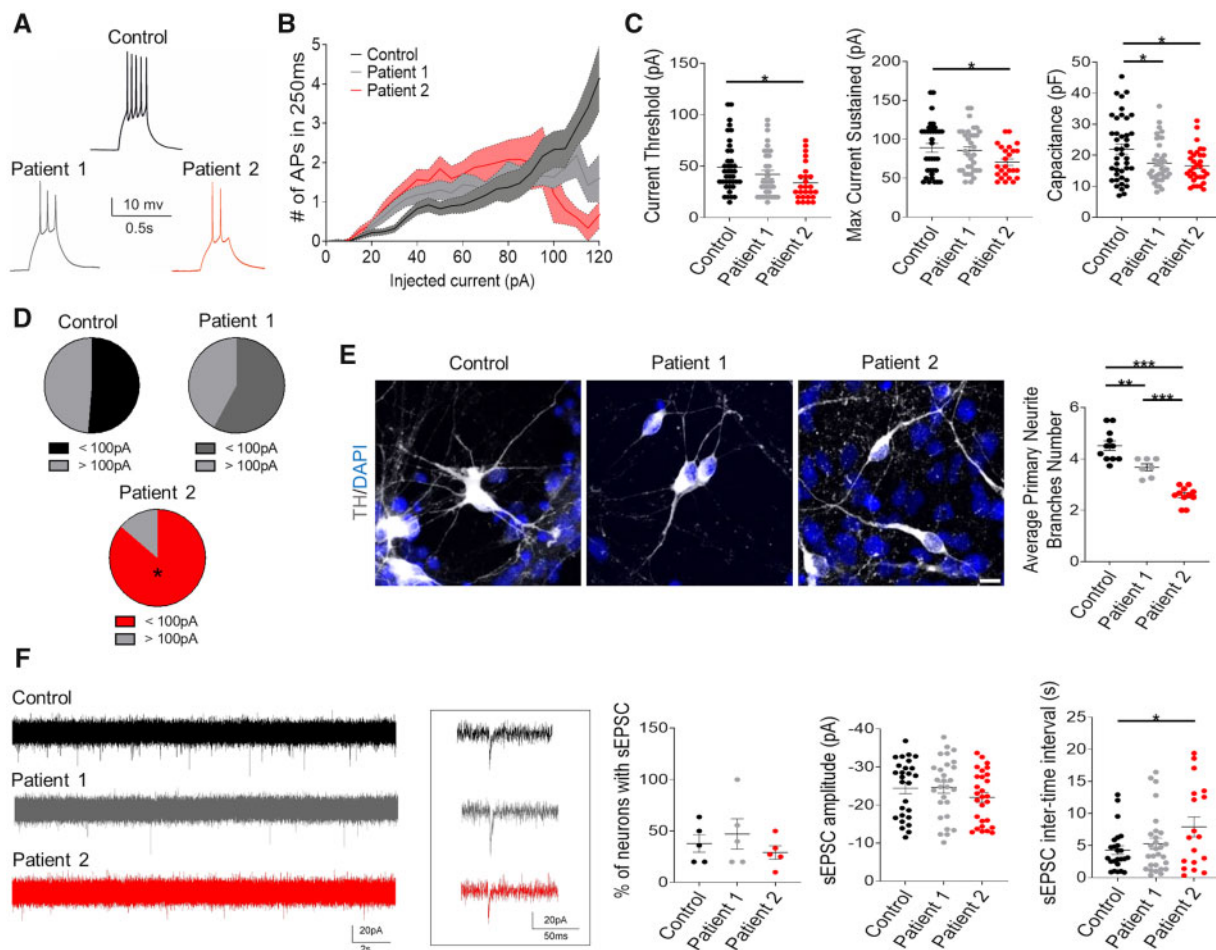 A
Control
Patient 1
Patient 2
10 mv
0.5s
B
# of APs in 250ms
5
4
3
2
1
0
Control
Patient 1
Patient 2
20 40 60 80 100 120
Injected current (pA)
C
Current Threshold (pA)
150
100
50
0
*
Control
Patient 1
Patient 2
Max Current Sustained (pA)
200
150
100
50
0
*
Control
Patient 1
Patient 2
Capacitance (pF)
50
40
30
20
10
0
*
*
Control
Patient 1
Patient 2
D
Control
< 100pA
> 100pA
Patient 1
< 100pA
> 100pA
Patient 2
*
< 100pA
> 100pA
E
TH/DAPI
Control
Patient 1
Patient 2
Average Primary Neurite
Branches Number
6
4
2
0
***
**
***
Control
Patient 1
Patient 2
F
Control
Patient 1
Patient 2
20pA
2s
20pA
50ms
% of neurons with sEPSC
150
100
50
0
Control
Patient 1
Patient 2
sEPSC amplitude (pA)
-40
-30
-20
-10
0
Control
Patient 1
Patient 2
sEPSC inter-time interval (s)
25
20
15
10
5
0
*
Control
Patient 1
Patient 2